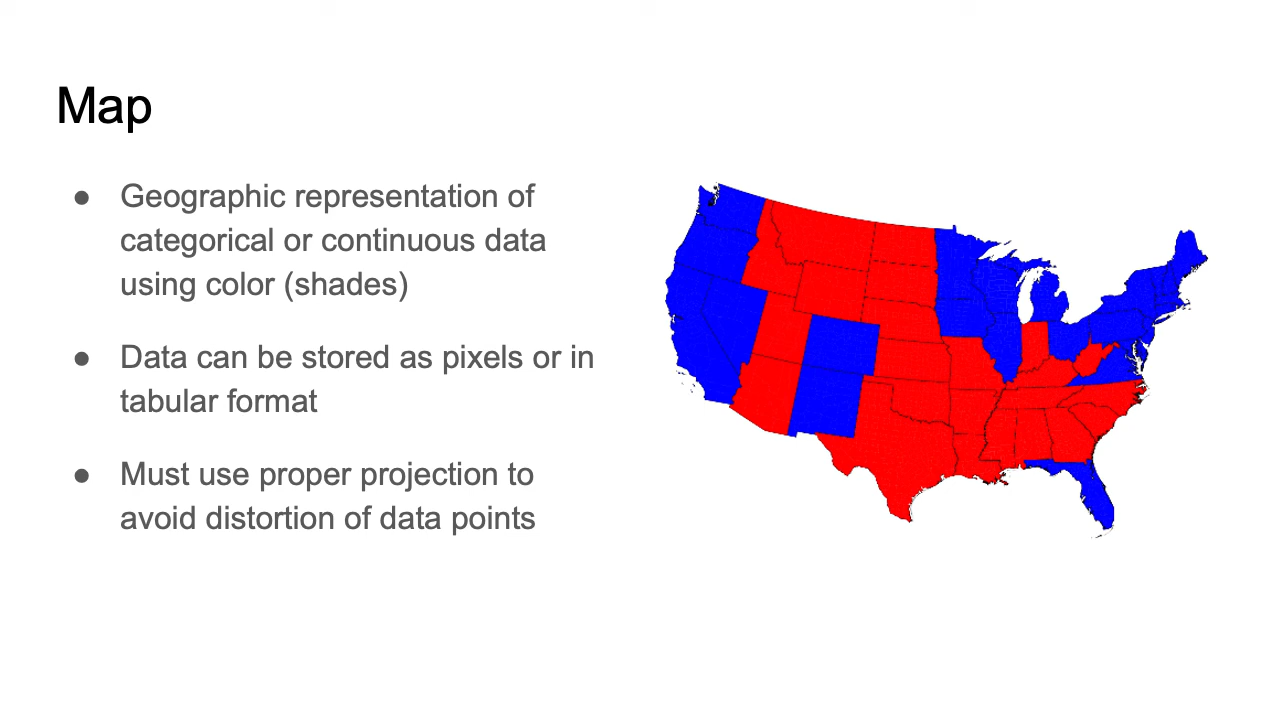 Map
● Geographic representation of
categorical or continuous data
using color (shades)
● Data can be stored as pixels or in
tabular format
● Must use proper projection to
avoid distortion of data points